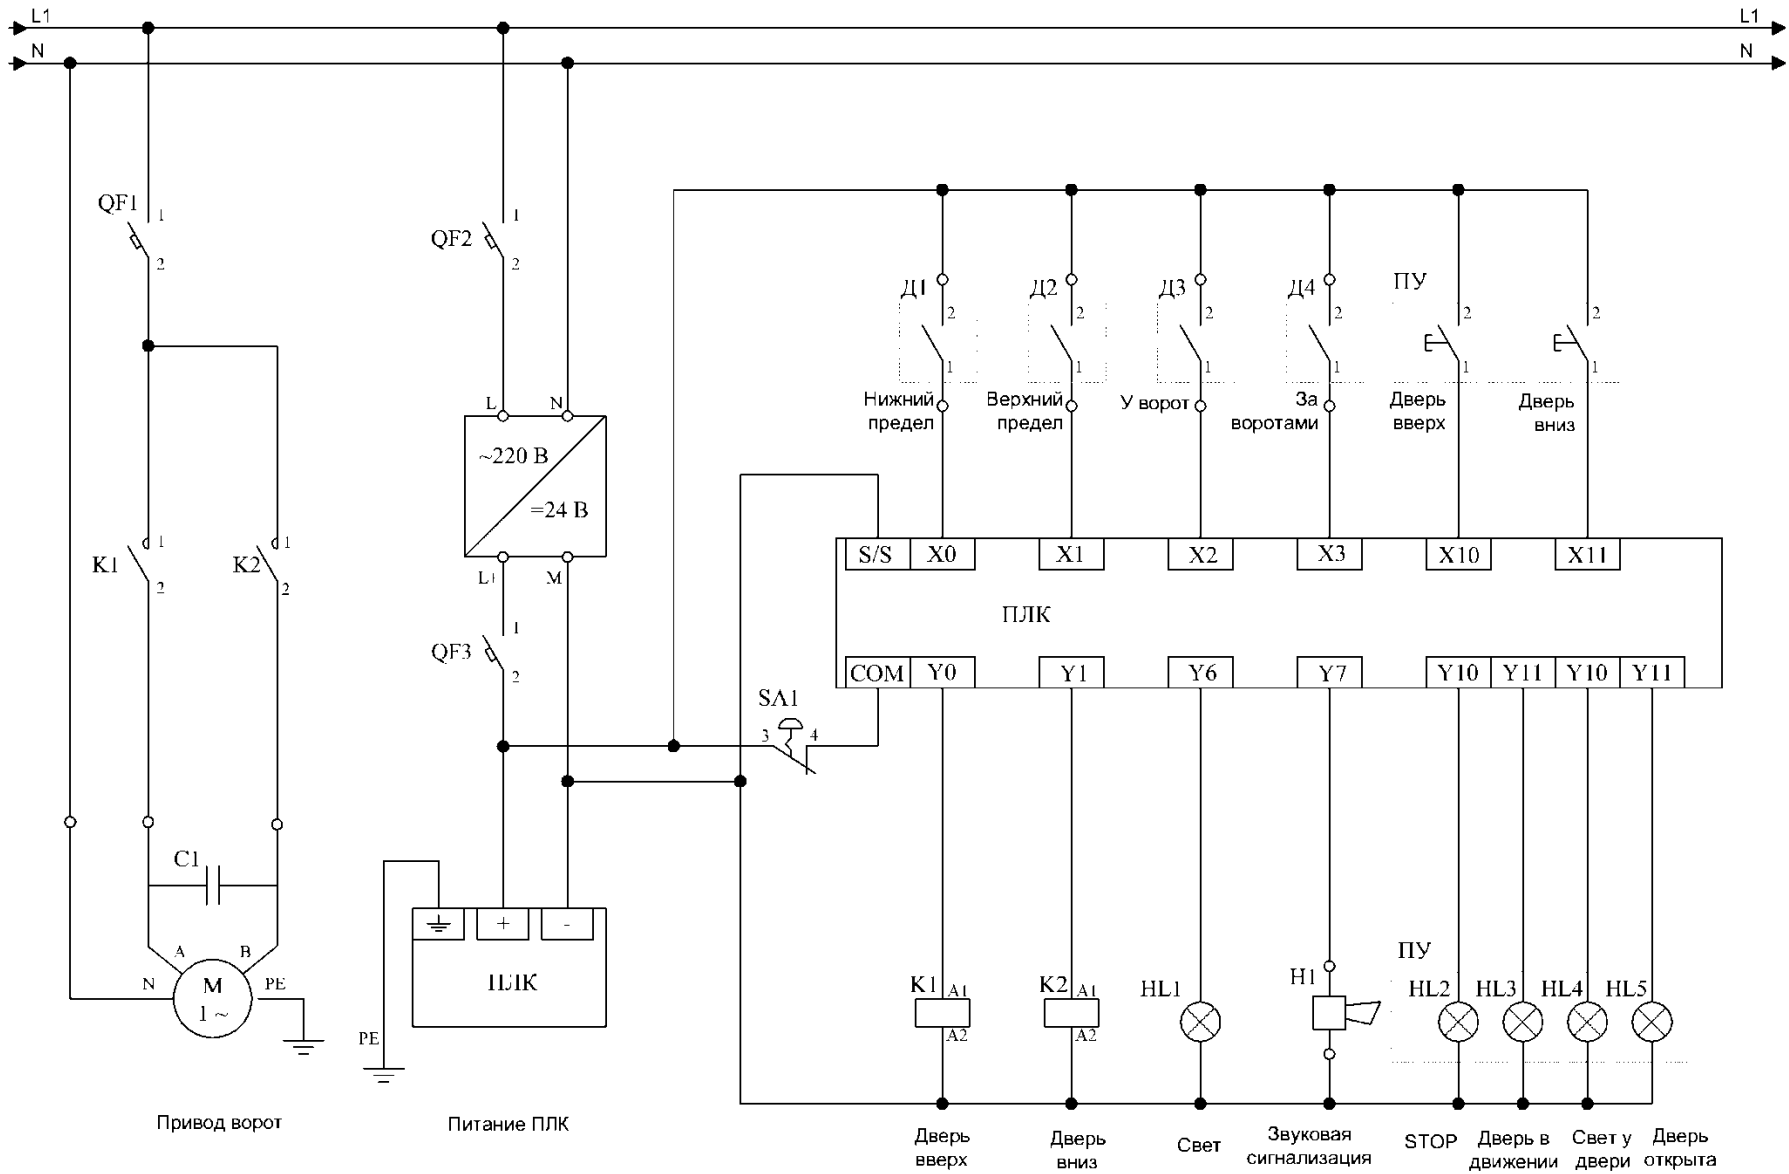 L1
L1
N
N
QF1
1
2
QF2
1
2
Д1
2
1
Нижний
предел
Д2
2
1
Верхний
предел
Д3
2
1
У ворот
Д4
2
1
За
воротами
ПУ
2
1
Дверь
вверх
2
1
Дверь
вниз
L
N
~220 В
=24 В
L+
M
K1
1
2
K2
1
2
QF3
1
2
S/S
X0
X1
X2
X3
X10
X11
ПЛК
COM
Y0
Y1
Y6
Y7
Y10
Y11
Y10
Y11
SA1
3
4
C1
A
B
N
PE
M
1 ~
+
-
ПЛК
PE
K1
A1
A2
K2
A1
A2
HL1
H1
ПУ
HL2
HL3
HL4
HL5
Привод ворот
Питание ПЛК
Дверь
вверх
Дверь
вниз
Свет
Звуковая
сигнализация
STOP
Дверь в
движении
Свет у
двери
Дверь
открыта